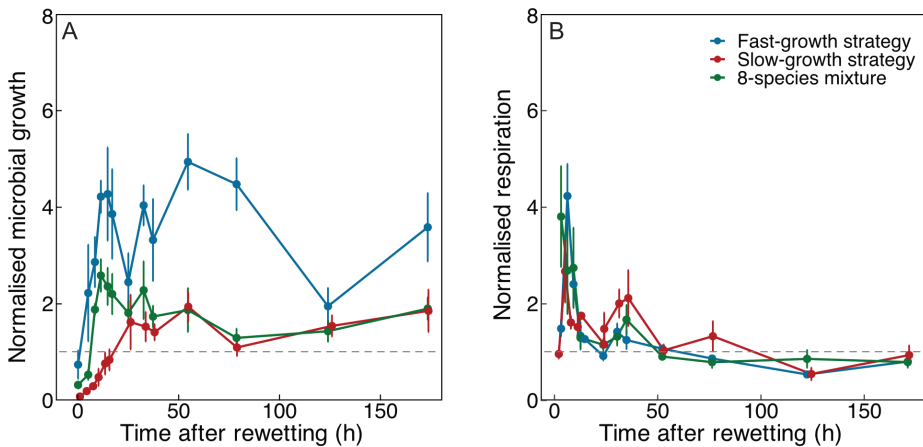 A
Normalised microbial growth
8
6
4
2
0
0
50
100
150
Time after rewetting (h)
B
Fast-growth strategy
Slow-growth strategy
8-species mixture
Normalised respiration
8
6
4
2
0
0
50
100
150
Time after rewetting (h)